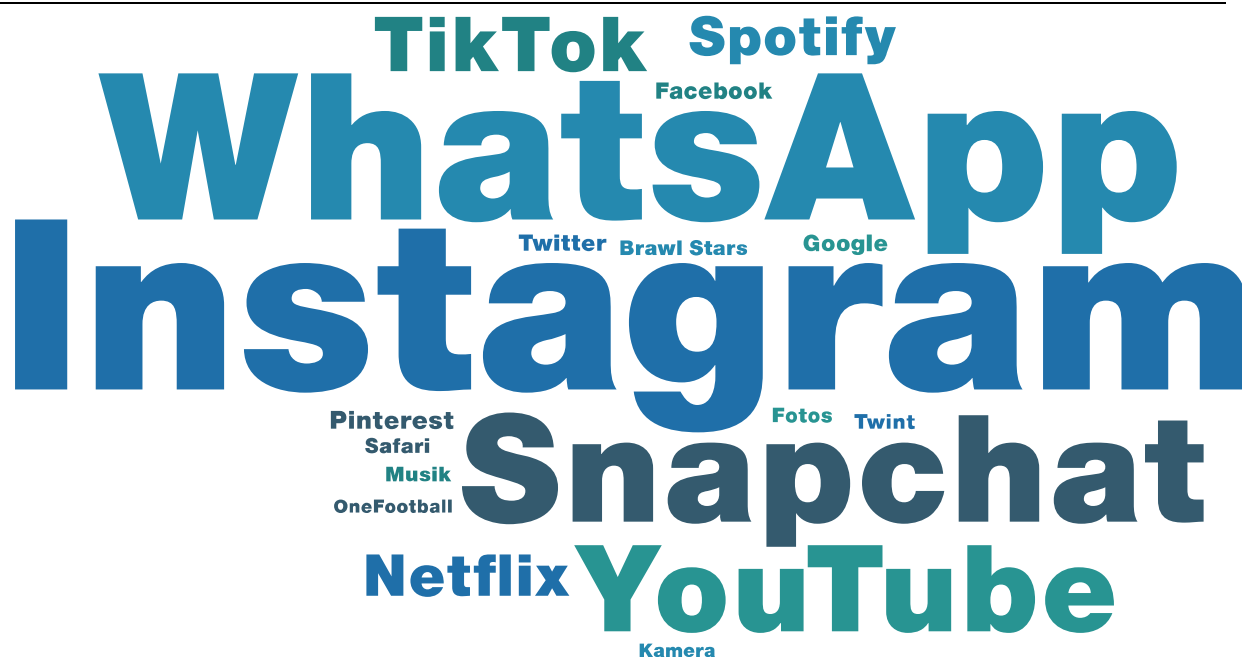 TikTok
Spotify
Facebook
WhatsApp
Twitter
Brawl Stars
Google
Instagram
Pinterest
Fotos
Twint
Safari
Snapchat
Musik
OneFootball
Netflix
YouTube
Kamera